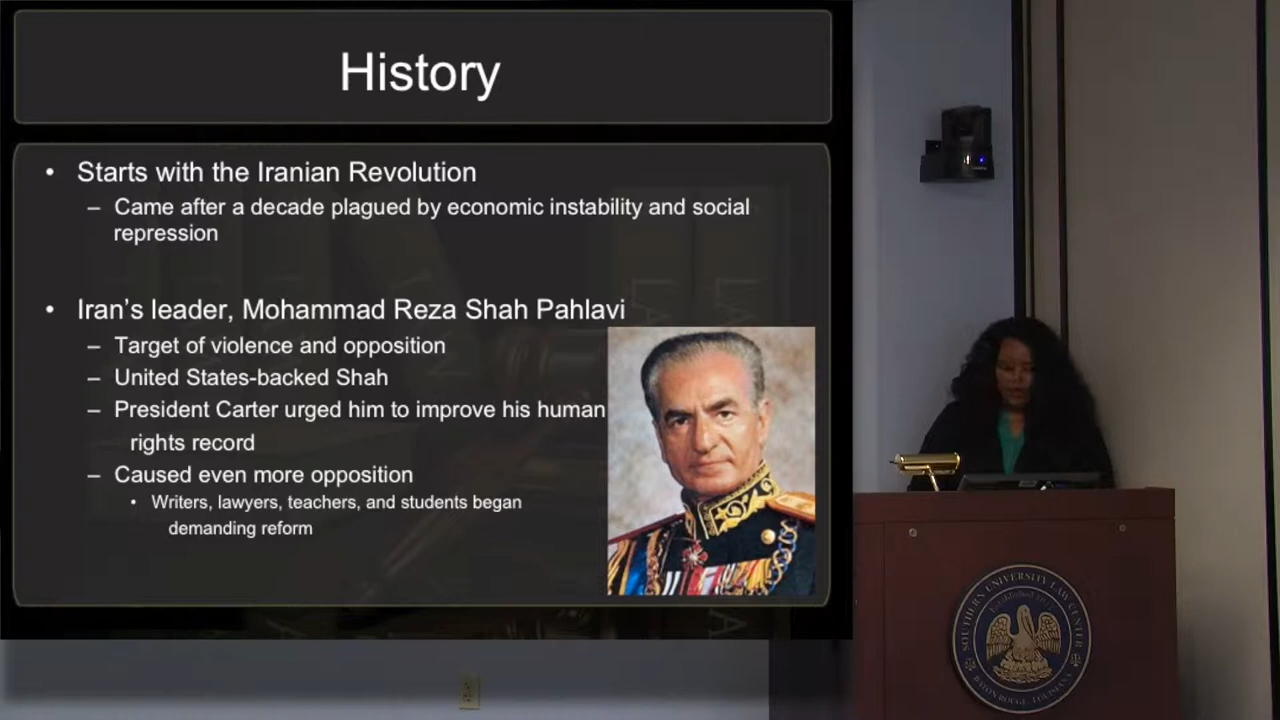 History
• Starts with the Iranian Revolution
– Came after a decade plagued by economic instability and social
repression
• Iran's leader, Mohammad Reza Shah Pahlavi
– Target of violence and opposition
– United States-backed Shah
– President Carter urged him to improve his human
rights record
– Caused even more opposition
• Writers, lawyers, teachers, and students began
demanding reform
SOUTHERN UNIVERSITY LAW CENTER
BATON ROUGE, LOUISIANA